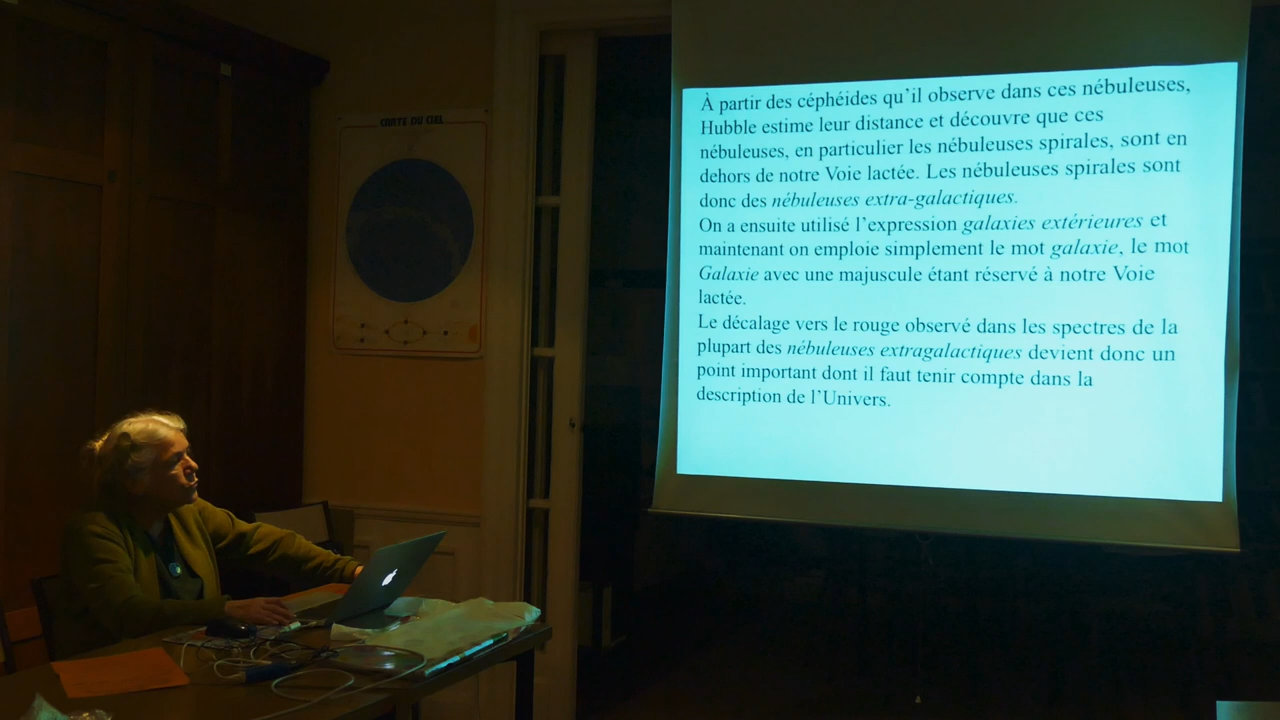 CARTE DU CIEL
À partir des céphéides qu'il observe dans ces nébuleuses,
Hubble estime leur distance et découvre que ces
nébuleuses, en particulier les nébuleuses spirales, sont en
dehors de notre Voie lactée. Les nébuleuses spirales sont
donc des nébuleuses extra-galactiques.
On a ensuite utilisé l'expression galaxies extérieures et
maintenant on emploie simplement le mot galaxie, le mot
Galaxie avec une majuscule étant réservé à notre Voie
lactée.
Le décalage vers le rouge observé dans les spectres de la
plupart des nébuleuses extragalactiques devient donc un
point important dont il faut tenir compte dans la
description de l'Univers.